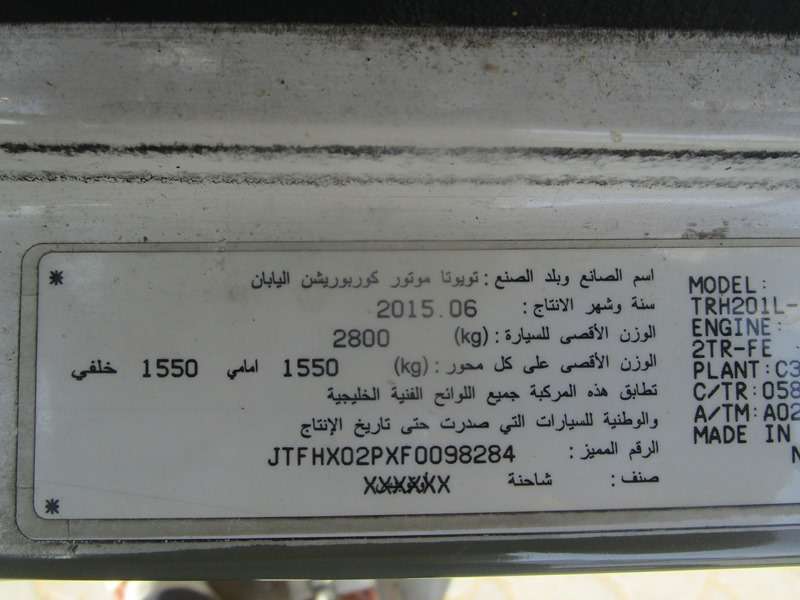 اسم الصانع وبلد الصنع : تويوتا موتور كوربوريشن اليابان
سنة وشهر الانتاج : 2015.06
الوزن الأقصى للسيارة : (kg) 2800
الوزن الأقصى على كل محور : (kg) 1550 امامي 1550 خلفي
تطابق هذه المركبة جميع اللوائح الفنية الخليجية
والوطنية للسيارات التي صدرت حتى تاريخ الإنتاج
الرقم المميز : JTFHX02PXF0098284
صنف : شاحنة XXXXXX
MODEL:
TRH201L-
ENGINE:
2TR-FE
PLANT:C3
C/TR:058
A/TM:A02
MADE IN